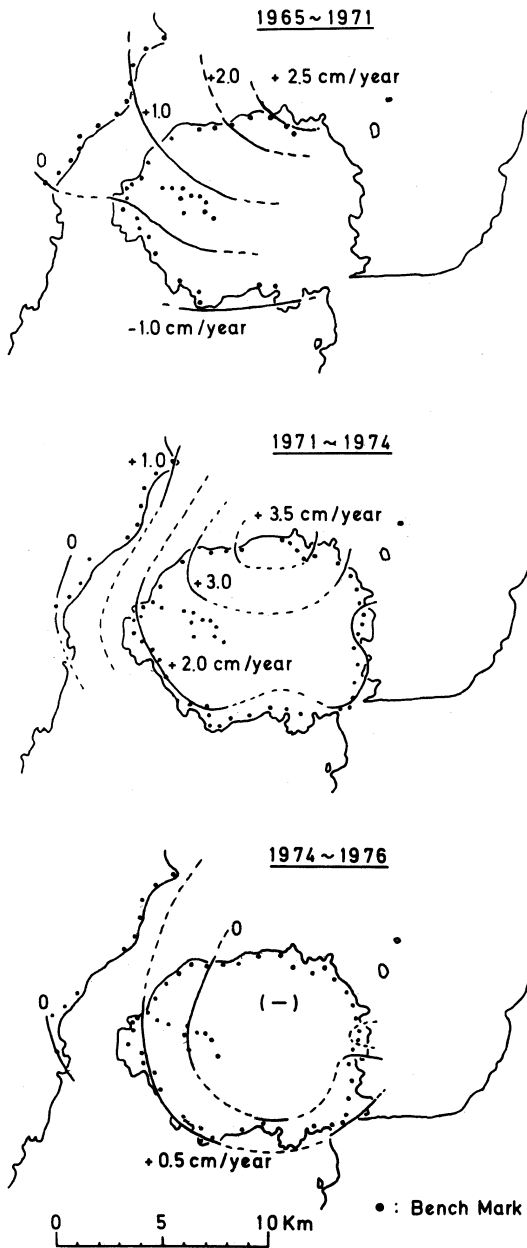 1965~1971
+2.0
+ 2.5 cm/year
+1.0
0
-1.0 cm/year
1971~1974
+1.0
+ 3.5 cm/year
0
+3.0
+ 2.0 cm/year
1974~1976
0
(-)
0
+ 0.5 cm/year
• : Bench Mark
0 5 10 Km